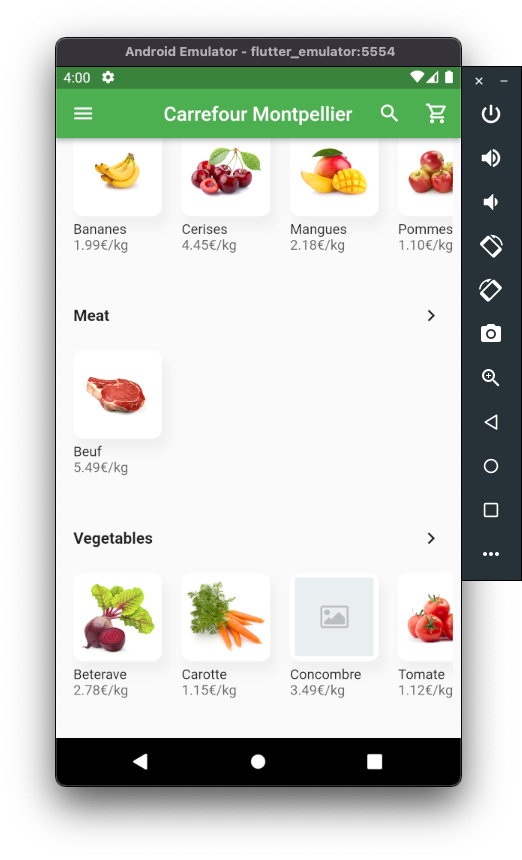 Android Emulator - flutter_emulator:5554
4:00
Carrefour Montpellier
Bananes Cerises Mangues Pommes
1.99€/kg 4.45€/kg 2.18€/kg 1.10€/kg
Meat
Beuf
5.49€/kg
Vegetables
Beterave Carotte Concombre Tomate
2.78€/kg 1.15€/kg 3.49€/kg 1.12€/kg